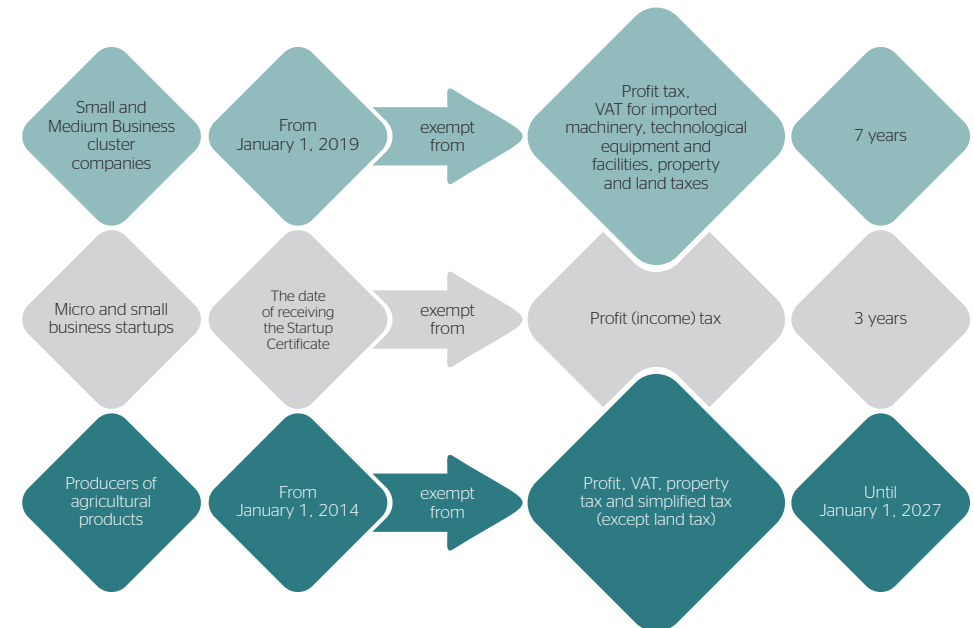 Small and
Medium Business
cluster
companies
From
January 1, 2019
exempt
from
Profit tax,
VAT for imported
machinery, technological
equipment and
facilities, property
and land taxes
7 years
Micro and small
business startups
The date
of receiving
the Startup
Certificate
exempt
from
Profit (income) tax
3 years
Producers of
agricultural
products
From
January 1, 2014
exempt
from
Profit, VAT, property
tax and simplified tax
(except land tax)
Until
January 1, 2027